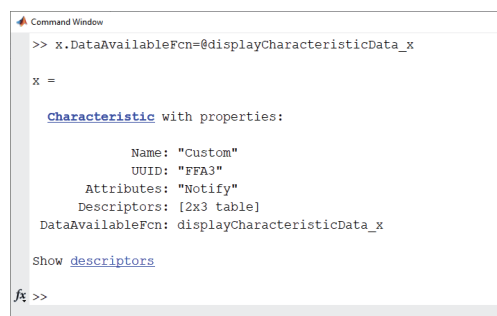 Command Window
>> x.DataAvailableFcn=@displayCharacteristicData_x
x =
Characteristic with properties:
Name: "Custom"
UUID: "FFA3"
Attributes: "Notify"
Descriptors: [2x3 table]
DataAvailableFcn: displayCharacteristicData_x
Show descriptors
fx >>